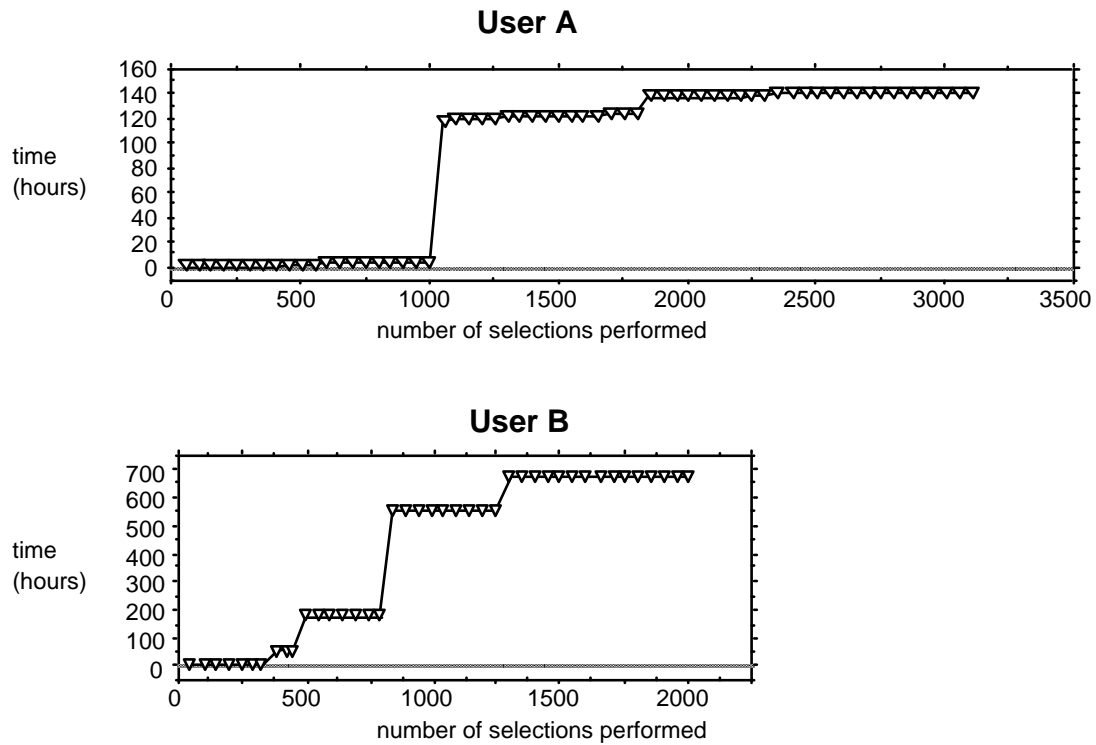 User A
160
140
120
100
80
60
40
20
0
time
(hours)
0 500 1000 1500 2000 2500 3000 3500
number of selections performed
User B
700
600
500
400
300
200
100
0
time
(hours)
0 500 1000 1500 2000
number of selections performed